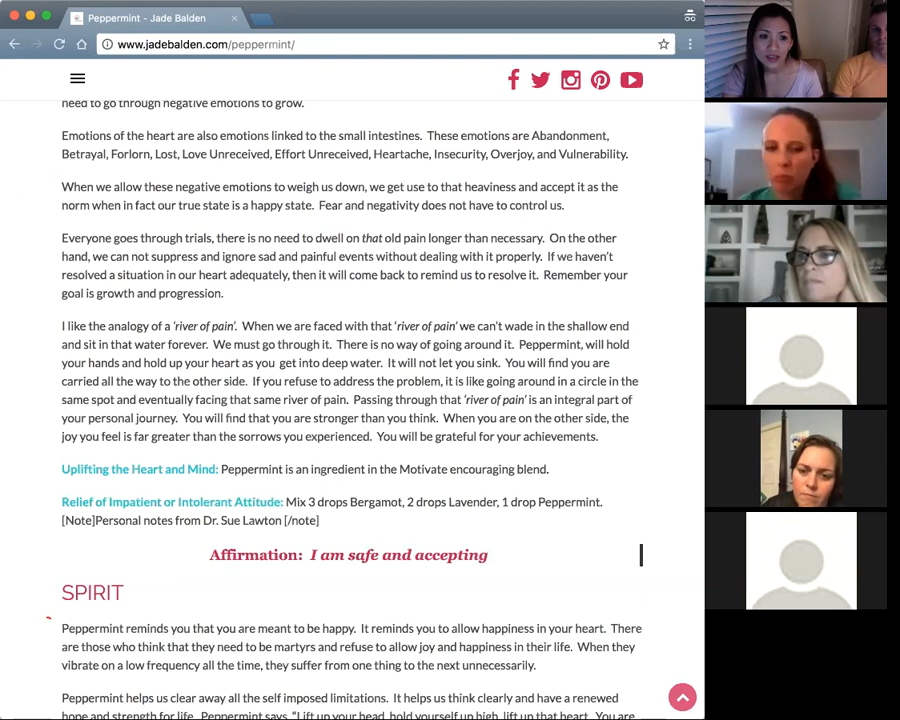 Peppermint - Jade Balden
www.jadebalden.com/peppermint/
need to go through negative emotions to grow.
Emotions of the heart are also emotions linked to the small intestines. These emotions are Abandonment,
Betrayal, Forlorn, Lost, Love Unreceived, Effort Unreceived, Heartache, Insecurity, Overjoy, and Vulnerability.
When we allow these negative emotions to weigh us down, we get use to that heaviness and accept it as the
norm when in fact our true state is a happy state. Fear and negativity does not have to control us.
Everyone goes through trials, there is no need to dwell on that old pain longer than necessary. On the other
hand, we can not suppress and ignore sad and painful events without dealing with it properly. If we haven't
resolved a situation in our heart adequately, then it will come back to remind us to resolve it. Remember your
goal is growth and progression.
I like the analogy of a 'river of pain'. When we are faced with that 'river of pain' we can't wade in the shallow end
and sit in that water forever. We must go through it. There is no way of going around it. Peppermint, will hold
your hands and hold up your heart as you get into deep water. It will not let you sink. You will find you are
carried all the way to the other side. If you refuse to address the problem, it is like going around in a circle in the
same spot and eventually facing that same river of pain. Passing through that 'river of pain' is an integral part of
your personal journey. You will find that you are stronger than you think. When you are on the other side, the
joy you feel is far greater than the sorrows you experienced. You will be grateful for your achievements.
Uplifting the Heart and Mind: Peppermint is an ingredient in the Motivate encouraging blend.
Relief of Impatient or Intolerant Attitude: Mix 3 drops Bergamot, 2 drops Lavender, 1 drop Peppermint.
[Note]Personal notes from Dr. Sue Lawton [/note]
Affirmation: I am safe and accepting
SPIRIT
Peppermint reminds you that you are meant to be happy. It reminds you to allow happiness in your heart. There
are those who think that they need to be martyrs and refuse to allow joy and happiness in their life. When they
vibrate on a low frequency all the time, they suffer from one thing to the next unnecessarily.
Peppermint helps us clear away all the self imposed limitations. It helps us think clearly and have a renewed
hope and strength for life. Peppermint says, "Lift up your head, hold yourself up high, lift up that heart. You are